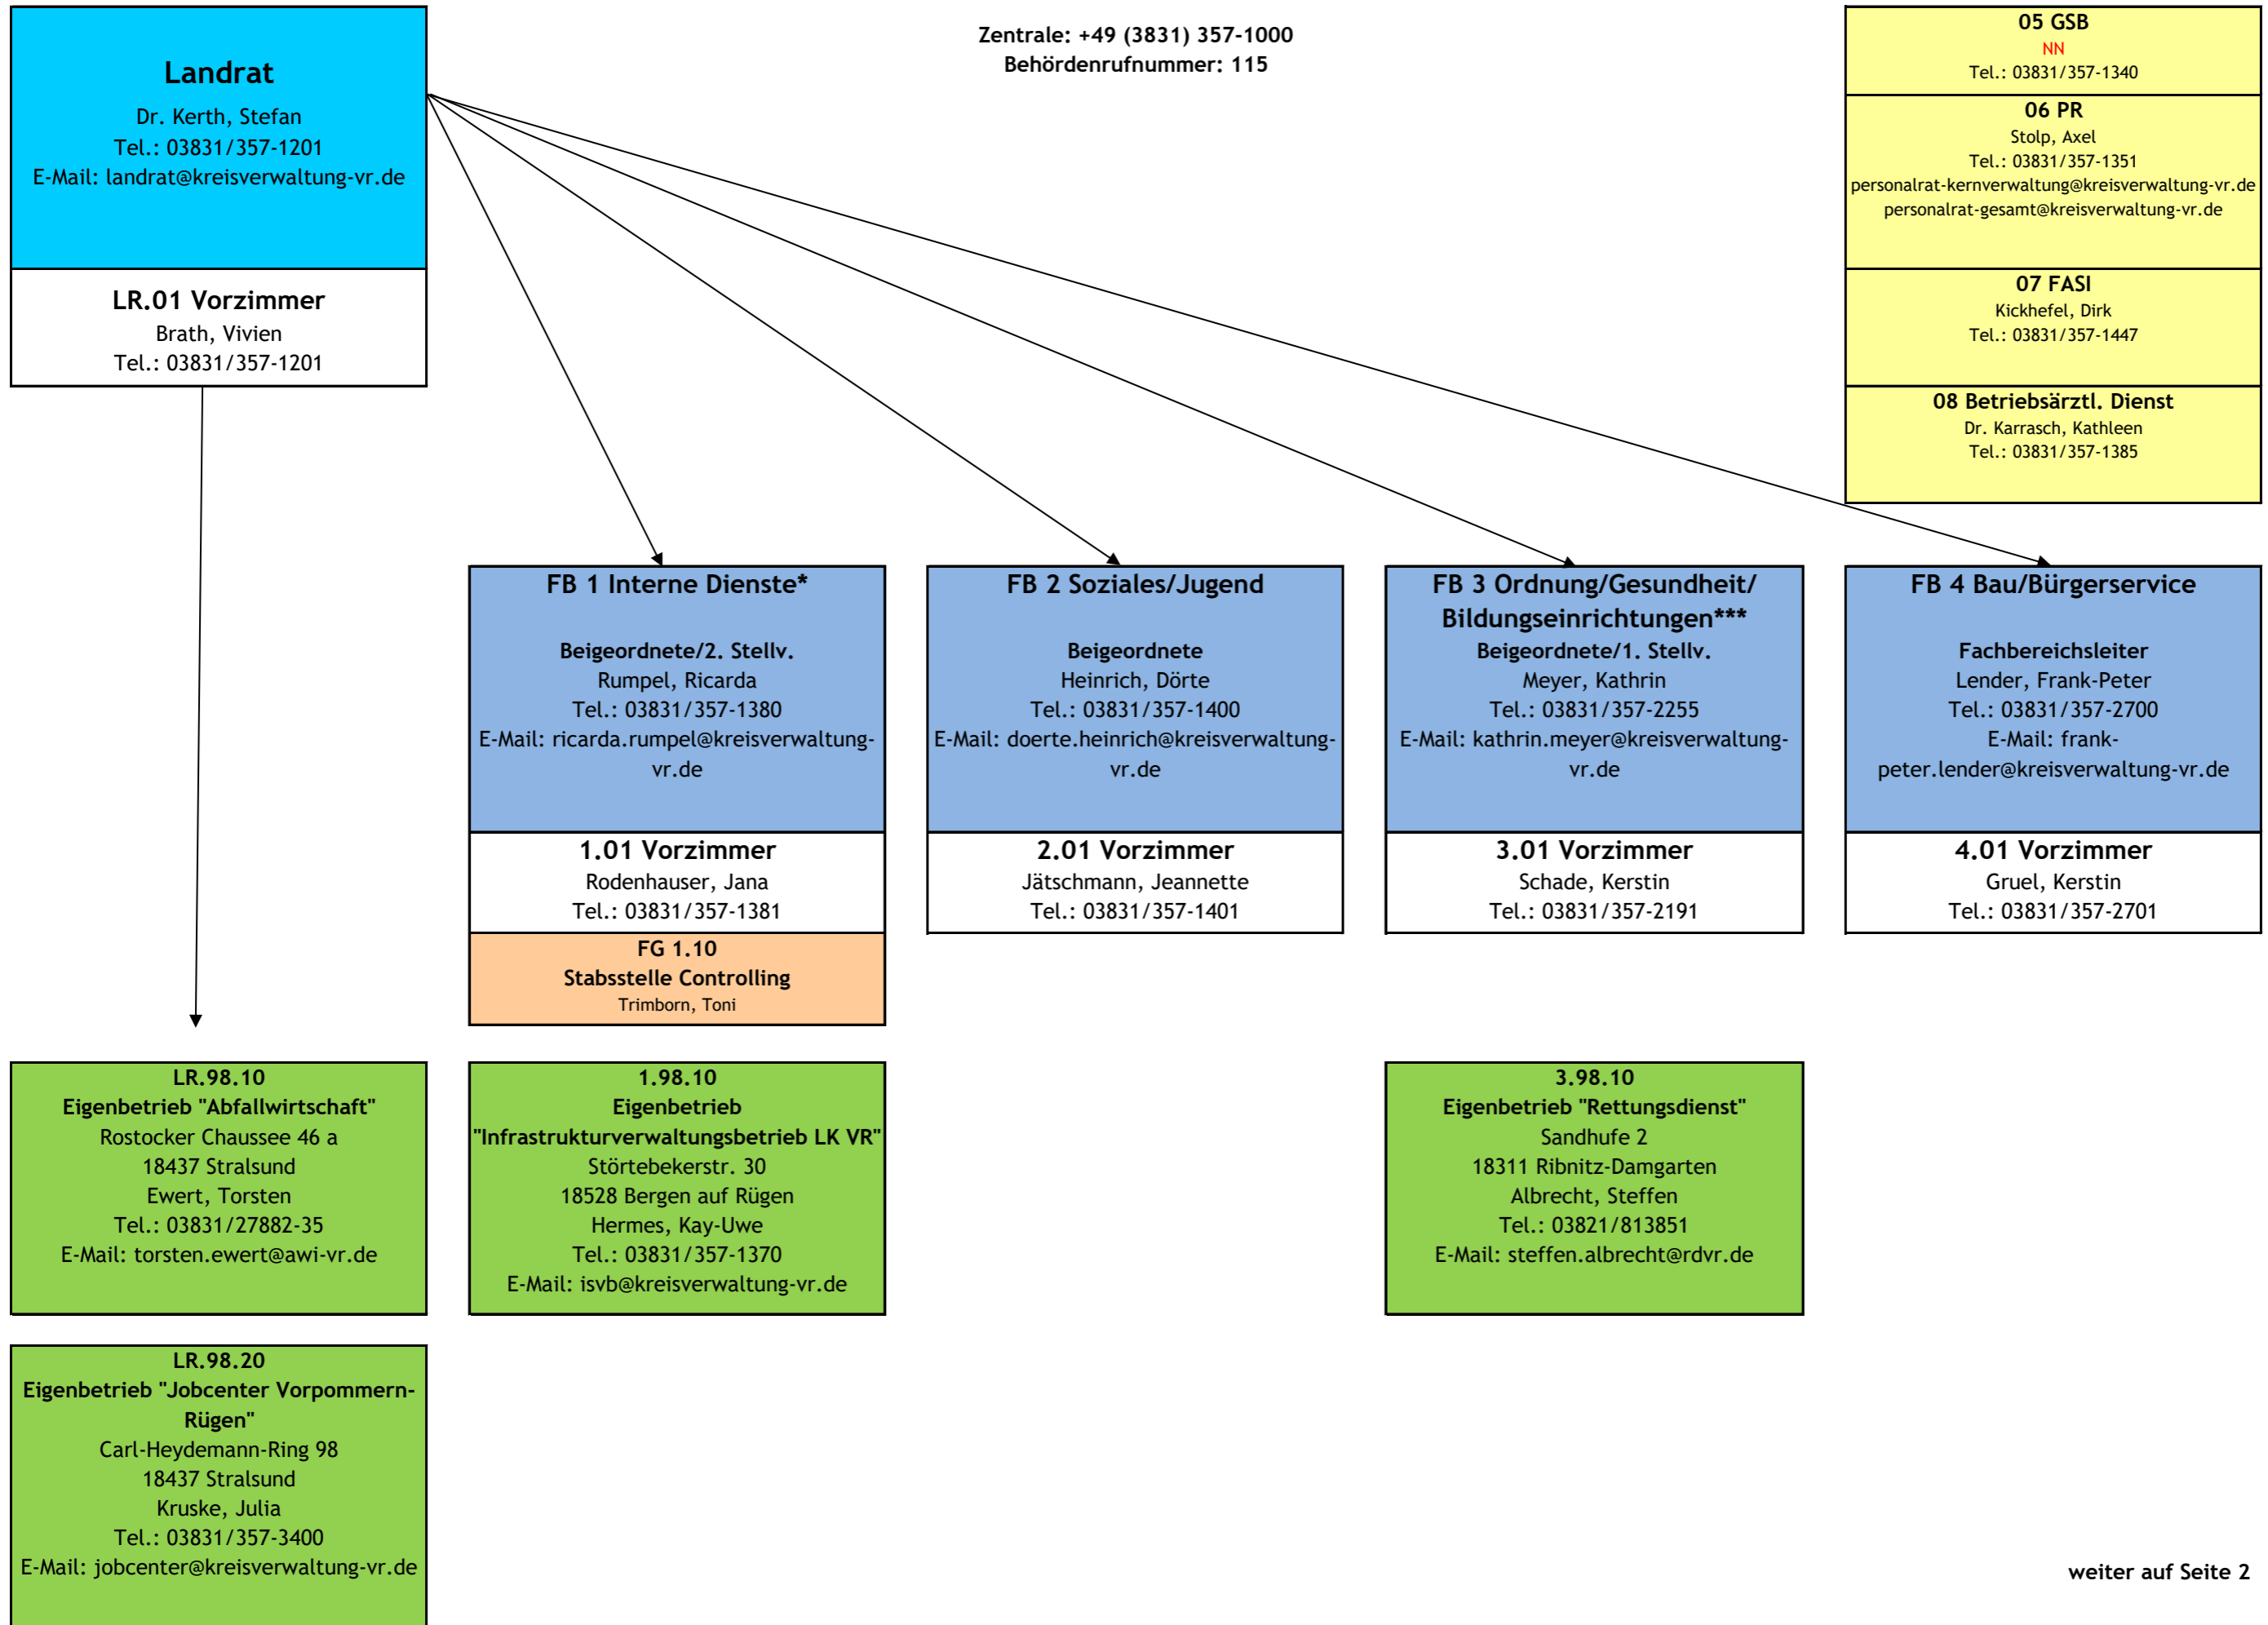 Zentrale: +49 (3831) 357-1000
Behördenrufnummer: 115
Landrat
Dr. Kerth, Stefan
Tel.: 03831/357-1201
E-Mail: landrat@kreisverwaltung-vr.de
LR.01 Vorzimmer
Brath, Vivien
Tel.: 03831/357-1201
05 GSB
NN
Tel.: 03831/357-1340
06 PR
Stolp, Axel
Tel.: 03831/357-1351
personalrat-kernverwaltung@kreisverwaltung-vr.de
personalrat-gesamt@kreisverwaltung-vr.de
07 FASI
Kickhefel, Dirk
Tel.: 03831/357-1447
08 Betriebsärztl. Dienst
Dr. Karrasch, Kathleen
Tel.: 03831/357-1385
FB 1 Interne Dienste*
Beigeordnete/2. Stellv.
Rumpel, Ricarda
Tel.: 03831/357-1380
E-Mail: ricarda.rumpel@kreisverwaltung-
vr.de
1.01 Vorzimmer
Rodenhauser, Jana
Tel.: 03831/357-1381
FG 1.10
Stabsstelle Controlling
Trimborn, Toni
FB 2 Soziales/Jugend
Beigeordnete
Heinrich, Dörte
Tel.: 03831/357-1400
E-Mail: doerte.heinrich@kreisverwaltung-
vr.de
2.01 Vorzimmer
Jätschmann, Jeannette
Tel.: 03831/357-1401
FB 3 Ordnung/Gesundheit/
Bildungseinrichtungen***
Beigeordnete/1. Stellv.
Meyer, Kathrin
Tel.: 03831/357-2255
E-Mail: kathrin.meyer@kreisverwaltung-
vr.de
3.01 Vorzimmer
Schade, Kerstin
Tel.: 03831/357-2191
FB 4 Bau/Bürgerservice
Fachbereichsleiter
Lender, Frank-Peter
Tel.: 03831/357-2700
E-Mail: frank-
peter.lender@kreisverwaltung-vr.de
4.01 Vorzimmer
Gruel, Kerstin
Tel.: 03831/357-2701
LR.98.10
Eigenbetrieb "Abfallwirtschaft"
Rostocker Chaussee 46 a
18437 Stralsund
Ewert, Torsten
Tel.: 03831/27882-35
E-Mail: torsten.ewert@awi-vr.de
1.98.10
Eigenbetrieb
"Infrastrukturverwaltungsbetrieb LK VR"
Störtebekerstr. 30
18528 Bergen auf Rügen
Hermes, Kay-Uwe
Tel.: 03831/357-1370
E-Mail: isvb@kreisverwaltung-vr.de
3.98.10
Eigenbetrieb "Rettungsdienst"
Sandhufe 2
18311 Ribnitz-Damgarten
Albrecht, Steffen
Tel.: 03821/813851
E-Mail: steffen.albrecht@rdvr.de
LR.98.20
Eigenbetrieb "Jobcenter Vorpommern-
Rügen"
Carl-Heydemann-Ring 98
18437 Stralsund
Kruske, Julia
Tel.: 03831/357-3400
E-Mail: jobcenter@kreisverwaltung-vr.de
weiter auf Seite 2